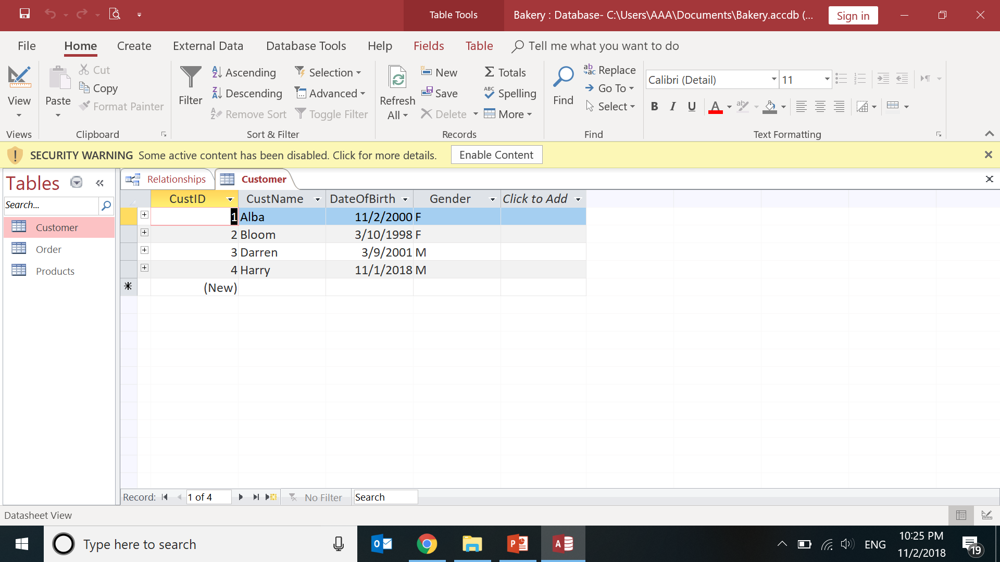 Table Tools
Bakery : Database- C:\Users\AAA\Documents\Bakery.accdb (...
Sign in
File Home Create External Data Database Tools Help Fields Table Tell me what you want to do
View
Views
Paste
Cut
Copy
Format Painter
Clipboard
Filter
Ascending
Descending
Remove Sort
Selection
Advanced
Toggle Filter
Sort & Filter
Refresh
All
New
Save
Delete
Totals
Spelling
More
Records
Find
Replace
Go To
Select
Find
Calibri (Detail) 11
B I U A
Text Formatting
SECURITY WARNING Some active content has been disabled. Click for more details. Enable Content
Tables
Search...
Customer
Order
Products
Relationships Customer
CustID CustName DateOfBirth Gender Click to Add
1 Alba 11/2/2000 F
2 Bloom 3/10/1998 F
3 Darren 3/9/2001 M
4 Harry 11/1/2018 M
(New)
Record: 1 of 4 No Filter Search
Datasheet View
Type here to search
ENG
10:25 PM
11/2/2018
19